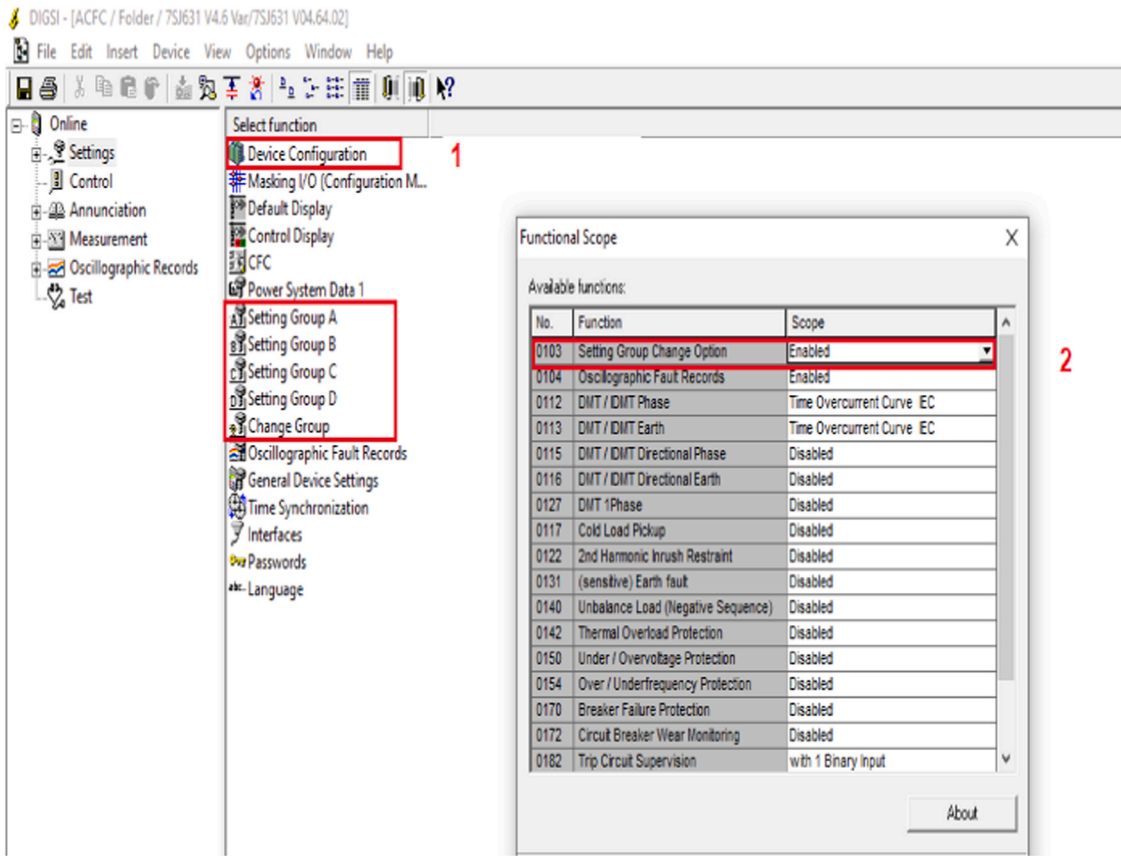 DIGSI - [ACFC / Folder / 7SJ631 V4.6 Var/7SJ631 V04.64.02]
File Edit Insert Device View Options Window Help
Online
Settings
Control
Annunciation
Measurement
Oscillographic Records
Test
Select function
Device Configuration
1
Masking I/O (Configuration M...
Default Display
Control Display
CFC
Power System Data 1
Setting Group A
Setting Group B
Setting Group C
Setting Group D
Change Group
Oscillographic Fault Records
General Device Settings
Time Synchronization
Interfaces
Passwords
Language
Functional Scope
Available functions:
No. Function Scope
0103 Setting Group Change Option Enabled
2
0104 Oscillographic Fault Records Enabled
0112 DMT / IDMT Phase Time Overcurrent Curve IEC
0113 DMT / IDMT Earth Time Overcurrent Curve IEC
0115 DMT / IDMT Directional Phase Disabled
0116 DMT / IDMT Directional Earth Disabled
0127 DMT 1Phase Disabled
0117 Cold Load Pickup Disabled
0122 2nd Harmonic Inrush Restraint Disabled
0131 (sensitive) Earth fault Disabled
0140 Unbalance Load (Negative Sequence) Disabled
0142 Thermal Overload Protection Disabled
0150 Under / Overvoltage Protection Disabled
0154 Over / Underfrequency Protection Disabled
0170 Breaker Failure Protection Disabled
0172 Circuit Breaker Wear Monitoring Disabled
0182 Trip Circuit Supervision with 1 Binary Input
About